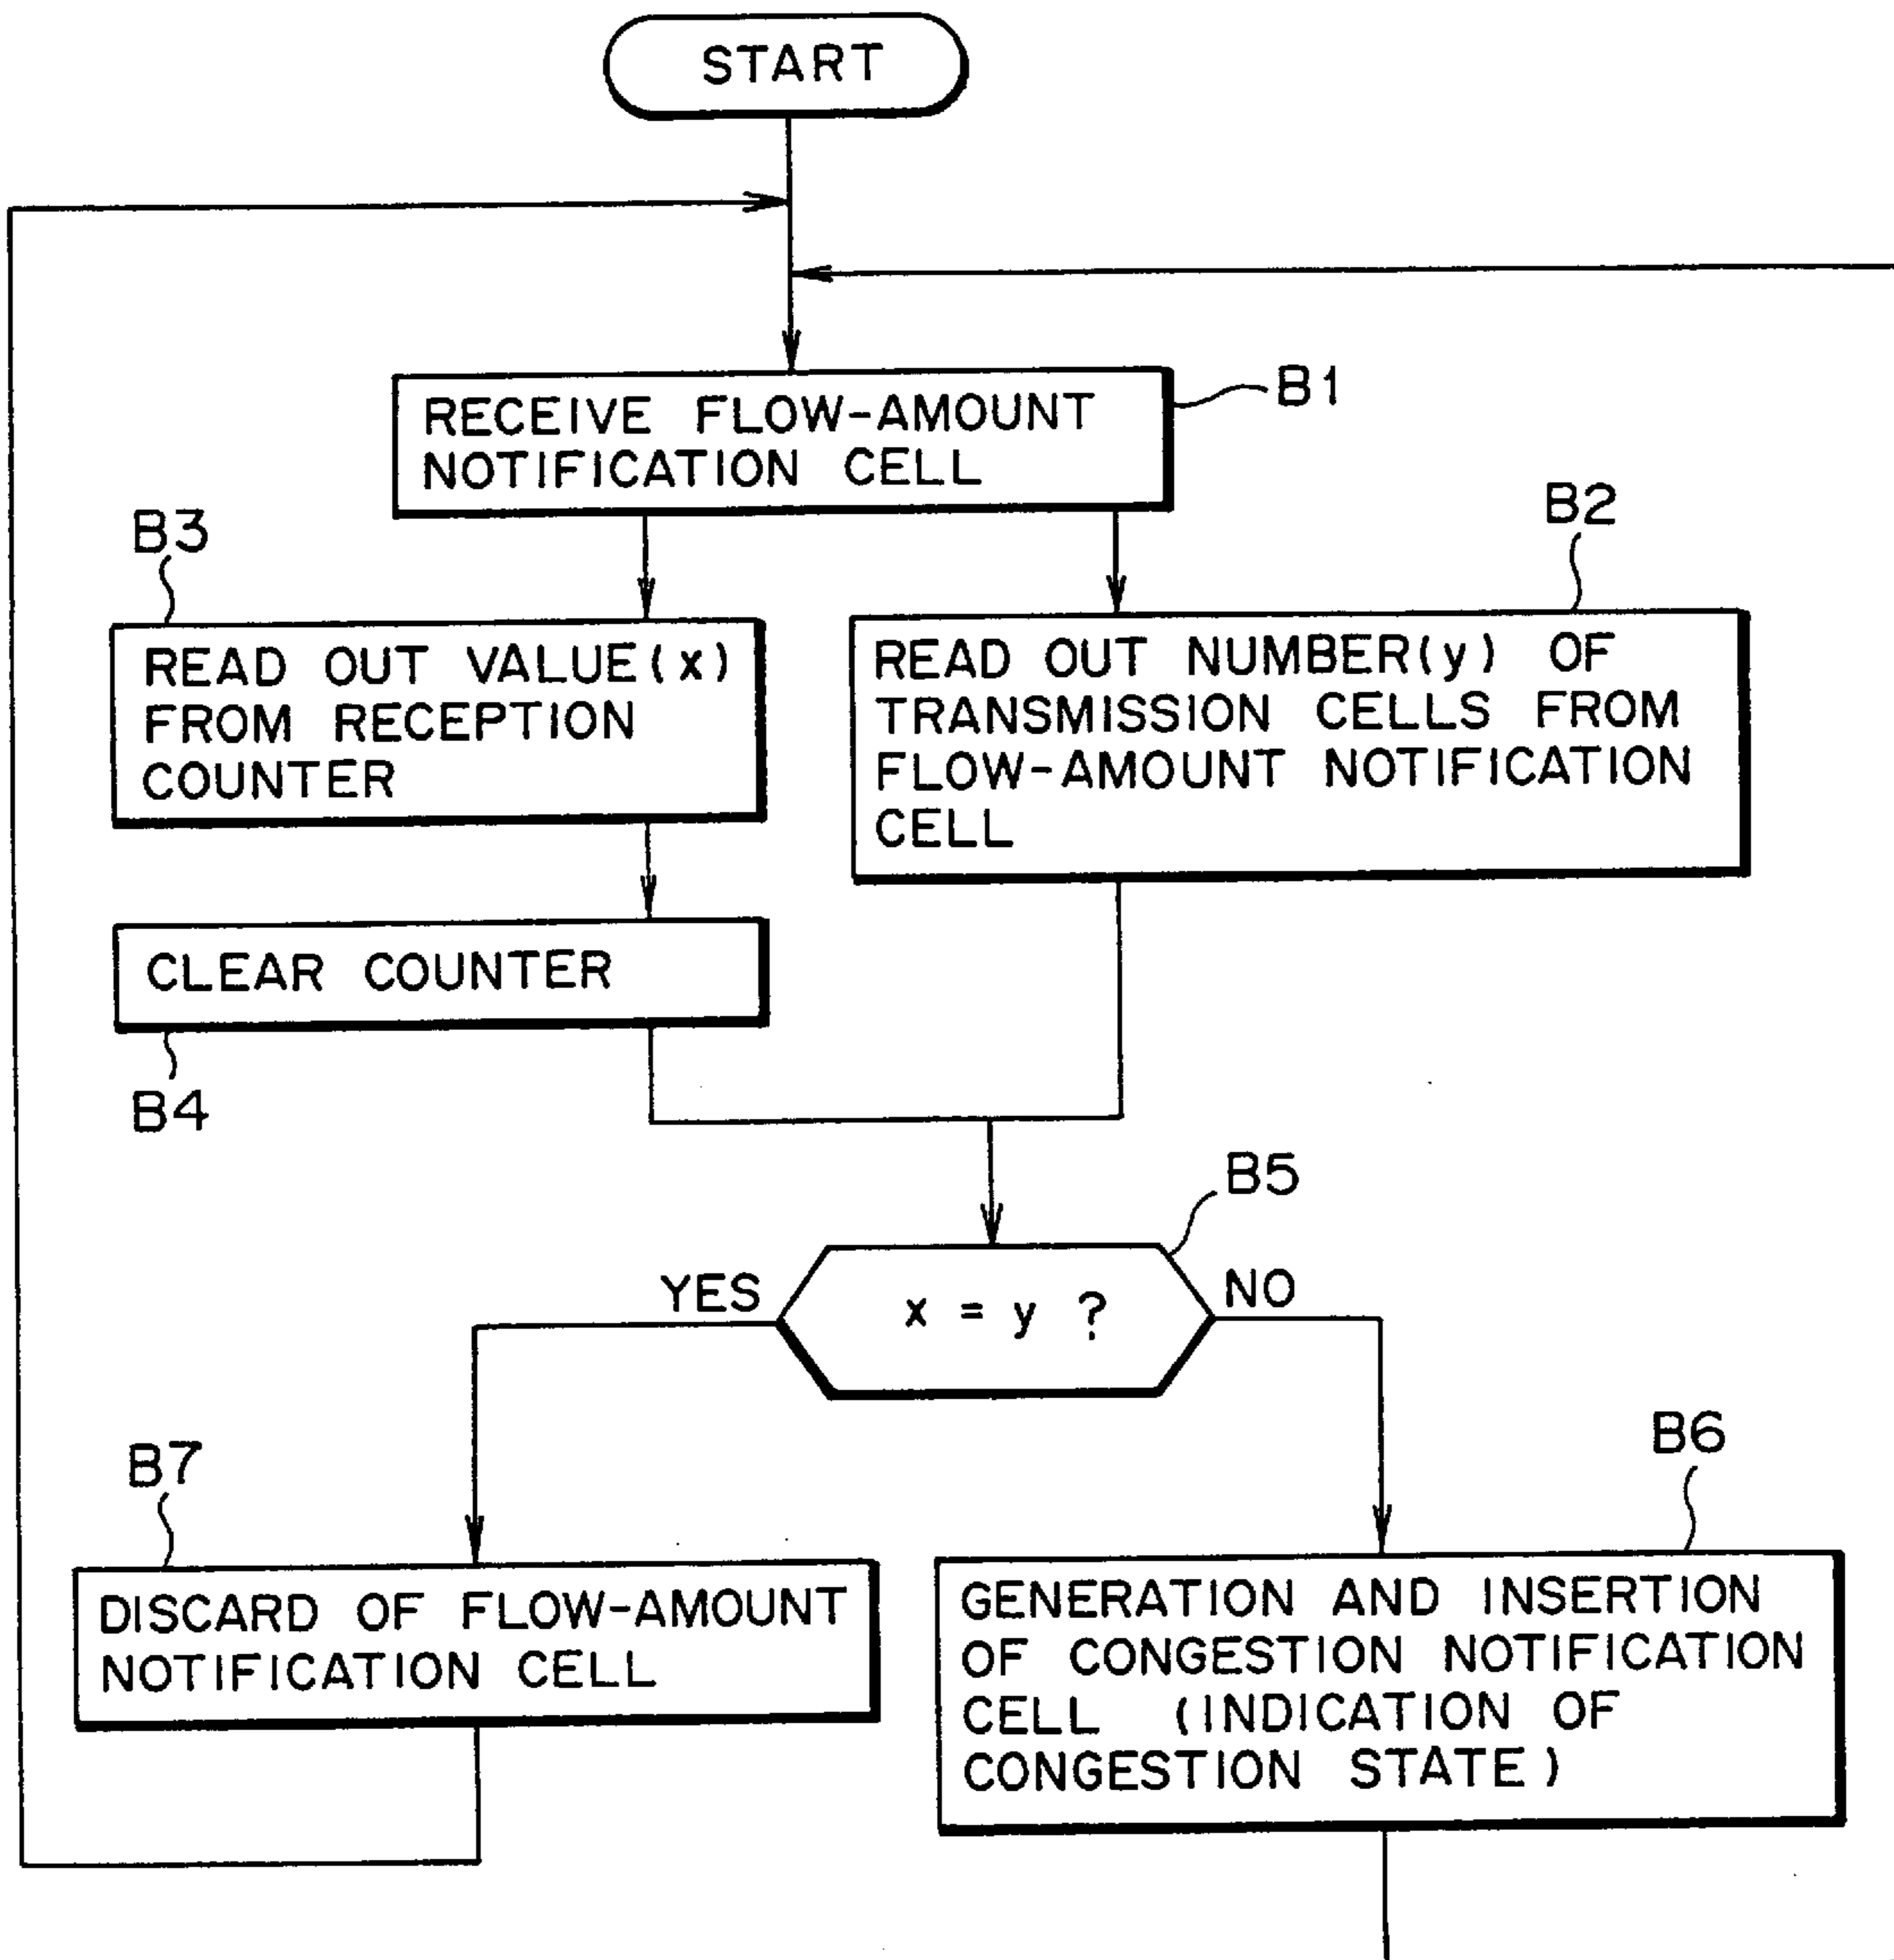 START
B1
RECEIVE FLOW-AMOUNT
NOTIFICATION CELL
B3
B2
READ OUT VALUE(x)
FROM RECEPTION
COUNTER
READ OUT NUMBER(y) OF
TRANSMISSION CELLS FROM
FLOW-AMOUNT NOTIFICATION
CELL
CLEAR COUNTER
B4
B5
YES
x = y ?
NO
B7
B6
DISCARD OF FLOW-AMOUNT
NOTIFICATION CELL
GENERATION AND INSERTION
OF CONGESTION NOTIFICATION
CELL (INDICATION OF
CONGESTION STATE)